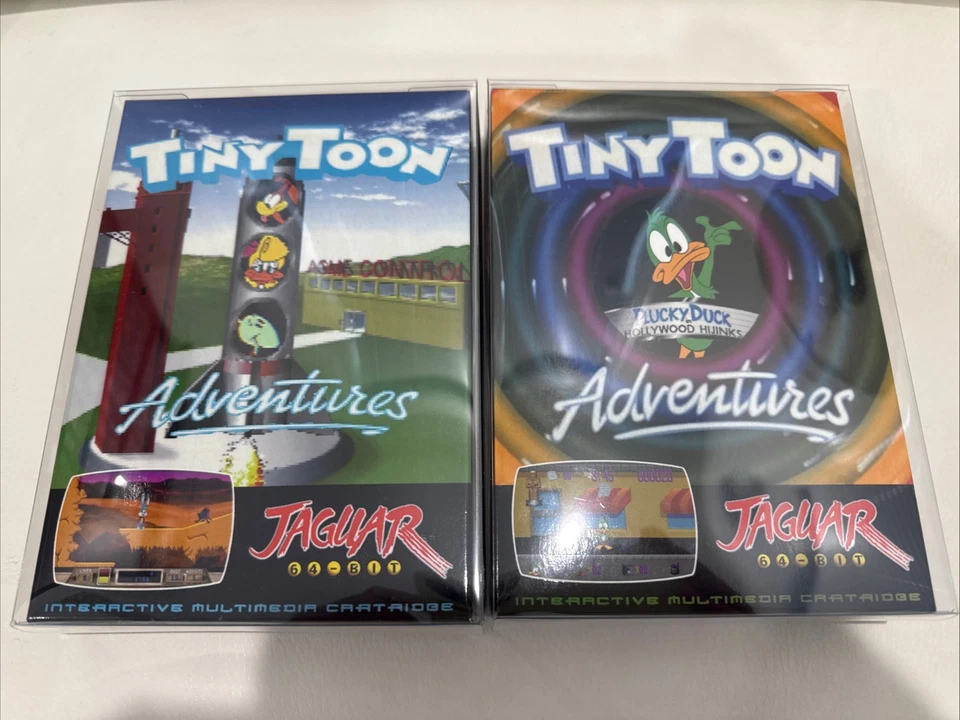 TINY TOON
ACME CONTROL
Adventures
JAGUAR
64-BIT
INTERACTIVE MULTIMEDIA CARTRIDGE
TINY TOON
PLUCKY DUCK
in
HOLLYWOOD HIJINKS
Adventures
JAGUAR
64-BIT
INTERACTIVE MULTIMEDIA CARTRIDGE